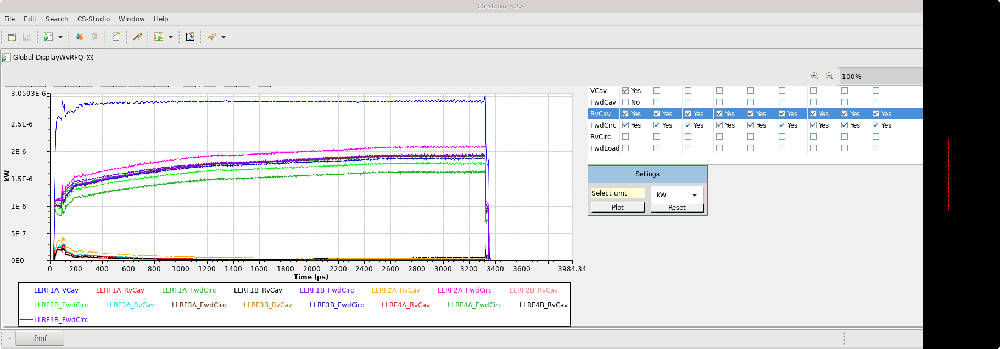 CS-Studio <2>
File Edit Search CS-Studio Window Help
Global DisplayWvRFQ
100%
3.0593E-6
2.5E-6
2E-6
1.5E-6
1E-6
5E-7
0E0
kW
0 200 400 600 800 1000 1200 1400 1600 1800 2000 2200 2400 2600 2800 3000 3200 3400 3600 3984.34
Time (µs)
LLRF1A_VCav LLRF1A_RvCav LLRF1A_FwdCirc LLRF1B_RvCav LLRF1B_FwdCirc LLRF2A_RvCav LLRF2A_FwdCirc LLRF2B_RvCav
LLRF2B_FwdCirc LLRF3A_RvCav LLRF3A_FwdCirc LLRF3B_RvCav LLRF3B_FwdCirc LLRF4A_RvCav LLRF4A_FwdCirc LLRF4B_RvCav
LLRF4B_FwdCirc
VCav Yes
FwdCav No
RvCav Yes Yes Yes Yes Yes Yes Yes Yes Yes
FwdCirc Yes Yes Yes Yes Yes Yes Yes Yes Yes
RvCirc
FwdLoad
Settings
Select unit kW
Plot Reset
- ifmif